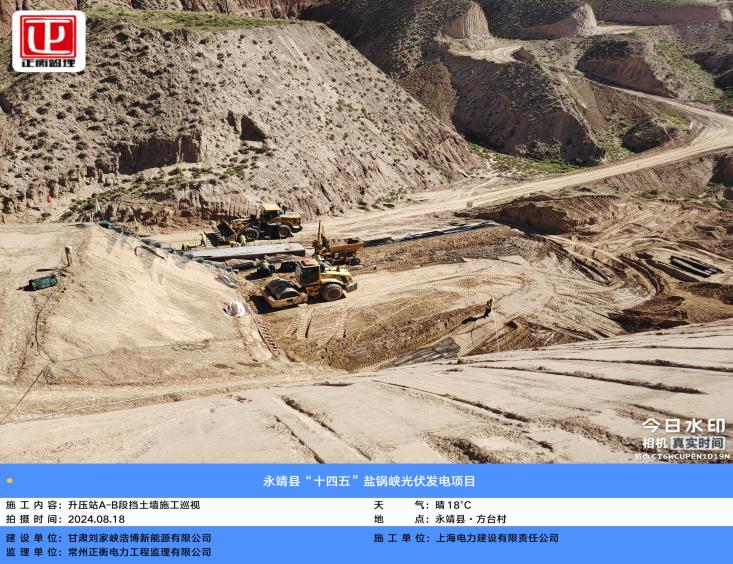 正衡监理
今日水印
相机 真实时间
防伪 CT6WCUPEN1D19N
永靖县“十四五”盐锅峡光伏发电项目
施工内容：升压站A-B段挡土墙施工巡视
天 气：晴 18℃
拍摄时间：2024.08.18
地 点：永靖县·方台村
建设单位：甘肃刘家峡浩博新能源有限公司
施工单位：上海电力建设有限责任公司
监理单位：常州正衡电力工程监理有限公司